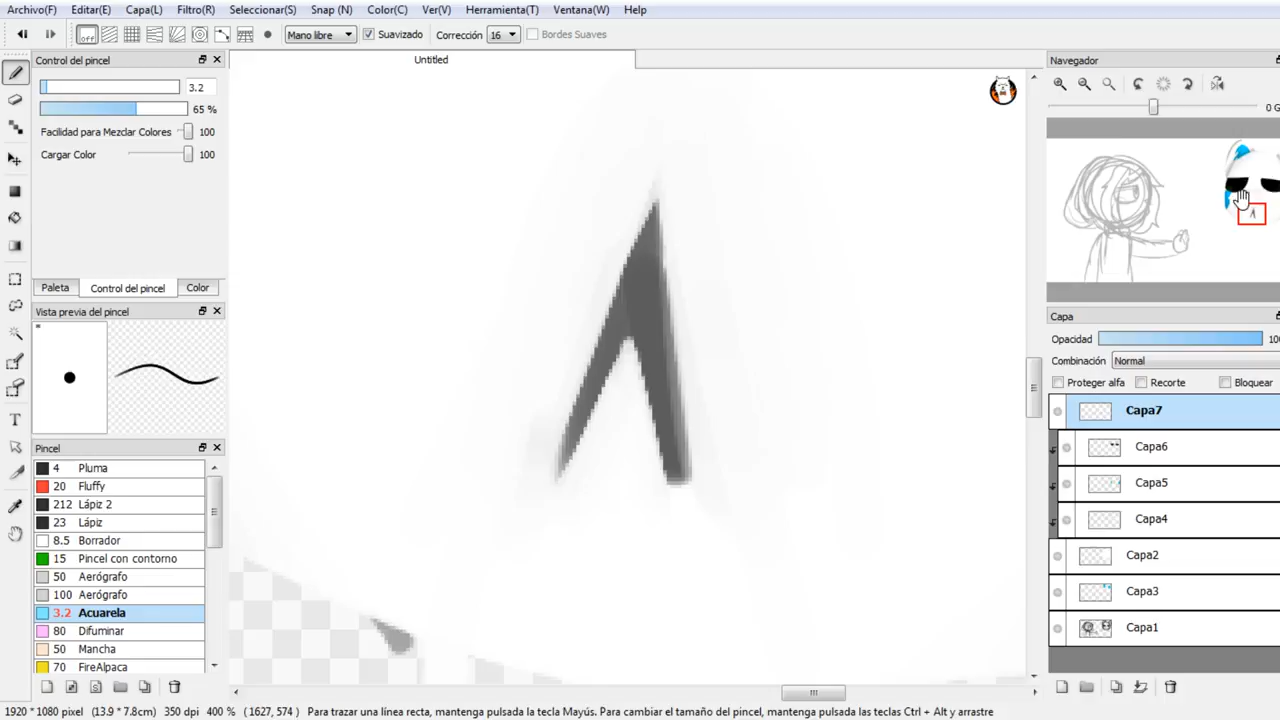 Archivo(F) Editar(E) Capa(L) Filtro(R) Seleccionar(S) Snap (N) Color(C) Ver(V) Herramienta(T) Ventana(W) Help
Off Mano libre Suavizado Corrección 16 Bordes Suaves
Control del pincel
3.2
65 %
Facilidad para Mezclar Colores 100
Cargar Color 100
Paleta Control del pincel Color
Vista previa del pincel
Pincel
4 Pluma
20 Fluffy
212 Lápiz 2
23 Lápiz
8.5 Borrador
15 Pincel con contorno
50 Aerógrafo
100 Aerógrafo
3.2 Acuarela
80 Difuminar
50 Mancha
70 FireAlpaca
Untitled
Navegador
0 G
Capa
Opacidad 100
Combinación Normal
Proteger alfa Recorte Bloquear
Capa7
Capa6
Capa5
Capa4
Capa2
Capa3
Capa1
1920 * 1080 pixel (13.9 * 7.8cm) 350 dpi 400 % (1627, 574) Para trazar una línea recta, mantenga pulsada la tecla Mayús. Para cambiar el tamaño del pincel, mantenga pulsadas las teclas Ctrl + Alt y arrastre